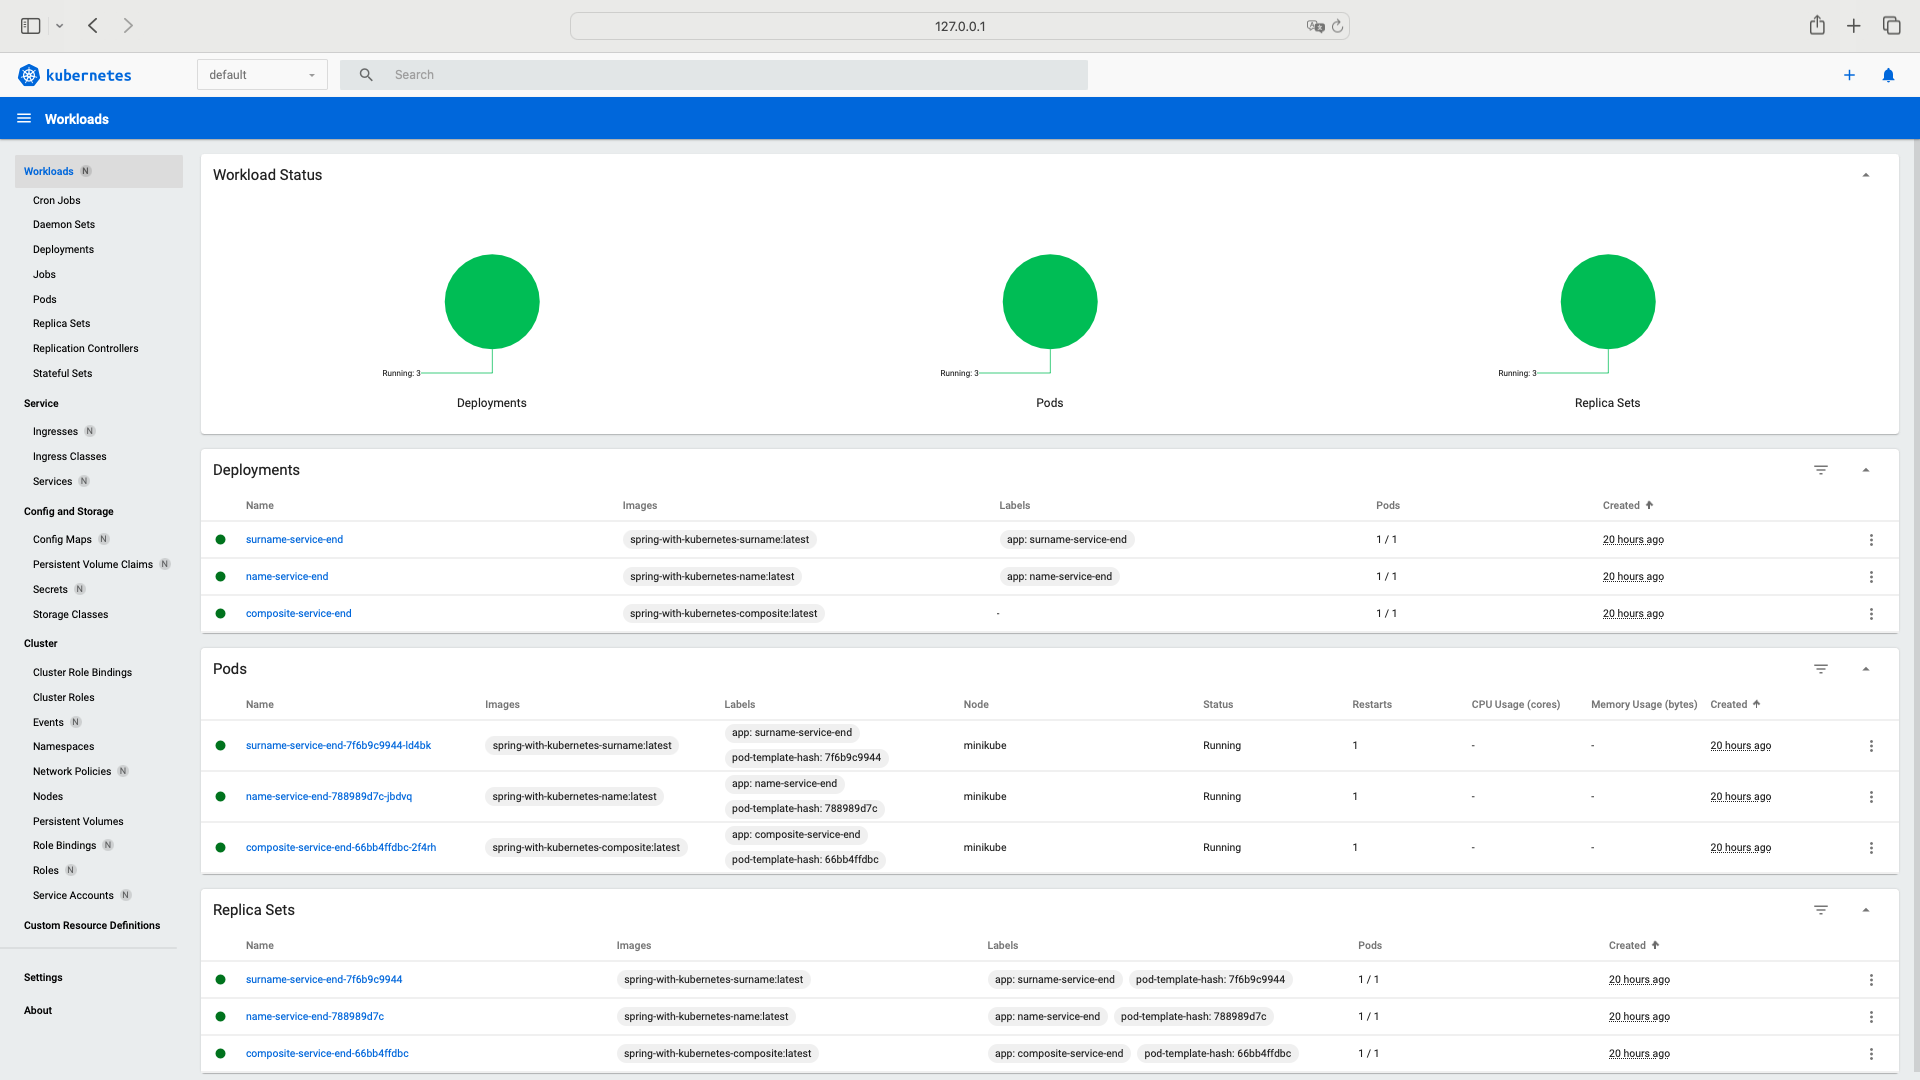 127.0.0.1
kubernetes
default
Search
Workloads
Workloads N
Cron Jobs
Daemon Sets
Deployments
Jobs
Pods
Replica Sets
Replication Controllers
Stateful Sets
Service
Ingresses N
Ingress Classes
Services N
Config and Storage
Config Maps N
Persistent Volume Claims N
Secrets N
Storage Classes
Cluster
Cluster Role Bindings
Cluster Roles
Events N
Namespaces
Network Policies N
Nodes
Persistent Volumes
Role Bindings N
Roles N
Service Accounts N
Custom Resource Definitions
Settings
About
Workload Status
Running: 3
Deployments
Running: 3
Pods
Running: 3
Replica Sets
Deployments
Name Images Labels Pods Created
surname-service-end spring-with-kubernetes-surname:latest app: surname-service-end 1 / 1 20 hours ago
name-service-end spring-with-kubernetes-name:latest app: name-service-end 1 / 1 20 hours ago
composite-service-end spring-with-kubernetes-composite:latest - 1 / 1 20 hours ago
Pods
Name Images Labels Node Status Restarts CPU Usage (cores) Memory Usage (bytes) Created
app: surname-service-end
surname-service-end-7f6b9c9944-ld4bk spring-with-kubernetes-surname:latest minikube Running 1 - - 20 hours ago
pod-template-hash: 7f6b9c9944
app: name-service-end
name-service-end-788989d7c-jbdvq spring-with-kubernetes-name:latest minikube Running 1 - - 20 hours ago
pod-template-hash: 788989d7c
app: composite-service-end
composite-service-end-66bb4ffdbc-2f4rh spring-with-kubernetes-composite:latest minikube Running 1 - - 20 hours ago
pod-template-hash: 66bb4ffdbc
Replica Sets
Name Images Labels Pods Created
surname-service-end-7f6b9c9944 spring-with-kubernetes-surname:latest app: surname-service-end pod-template-hash: 7f6b9c9944 1 / 1 20 hours ago
name-service-end-788989d7c spring-with-kubernetes-name:latest app: name-service-end pod-template-hash: 788989d7c 1 / 1 20 hours ago
composite-service-end-66bb4ffdbc spring-with-kubernetes-composite:latest app: composite-service-end pod-template-hash: 66bb4ffdbc 1 / 1 20 hours ago